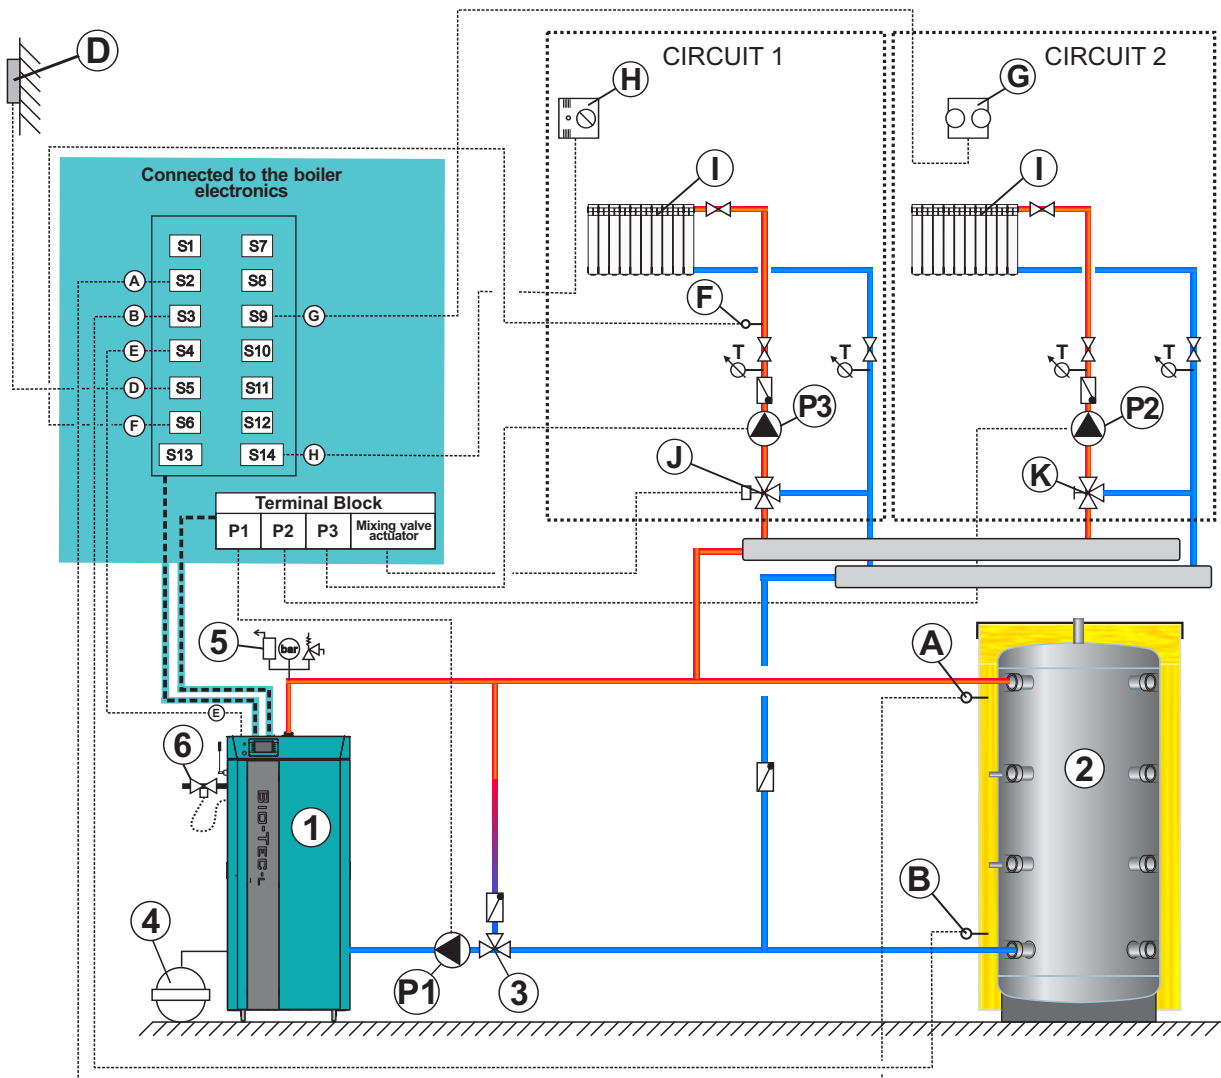 D
CIRCUIT 1
CIRCUIT 2
H
G
Connected to the boiler
electronics
I
I
S1
S7
A
S2
S8
B
S3
S9
G
E
S4
S10
D
S5
S11
F
S6
S12
S13
S14
H
F
T
T
T
T
P3
P2
J
K
Terminal Block
P1
P2
P3
Mixing valve
actuator
5
bar
A
E
6
2
BIO-TEC-L
1
B
4
P1
3